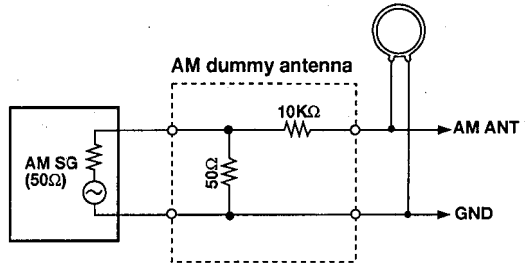 AM dummy antenna
10KΩ
AM ANT
AM SG
(50Ω)
50Ω
GND